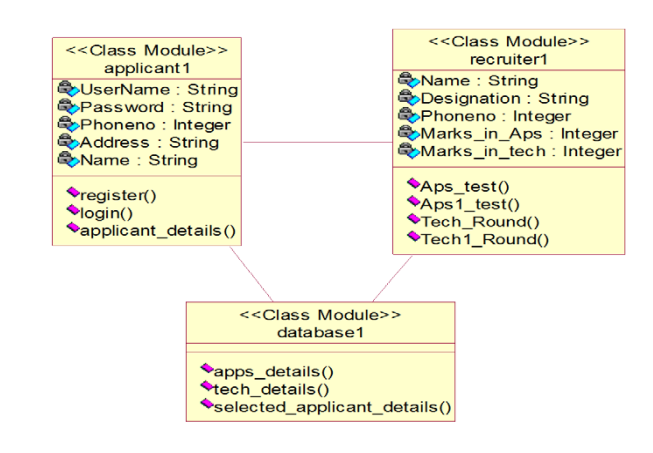 <<Class Module>>
applicant1
UserName : String
Password : String
Phoneno : Integer
Address : String
Name : String
register()
login()
applicant_details()
<<Class Module>>
recruiter1
Name : String
Designation : String
Phoneno : Integer
Marks_in_Aps : Integer
Marks_in_tech : Integer
Aps_test()
Aps1_test()
Tech_Round()
Tech1_Round()
<<Class Module>>
database1
apps_details()
tech_details()
selected_applicant_details()